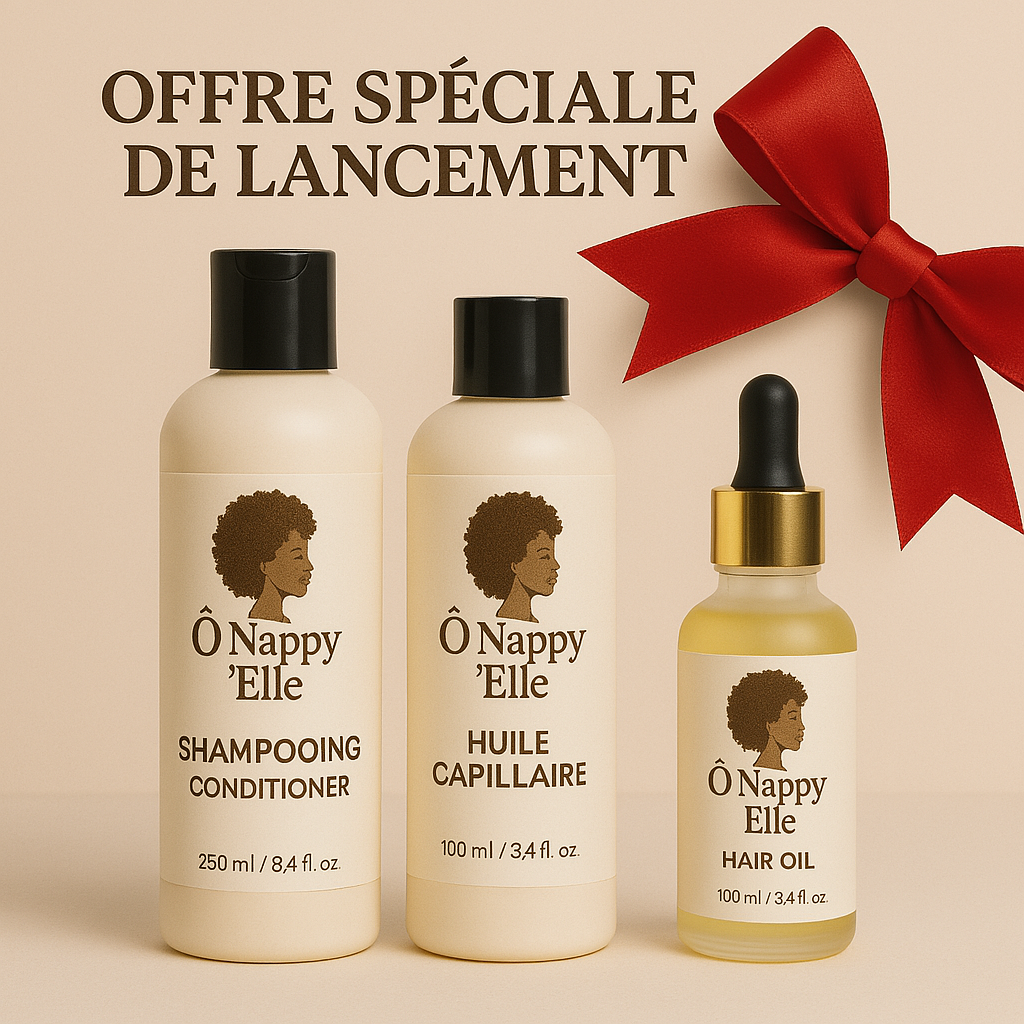 OFFRE SPÉCIALE
DE LANCEMENT
Ô Nappy
’Elle
SHAMPOOING
CONDITIONER
250 ml / 8,4 fl. oz.
Ô Nappy
’Elle
HUILE
CAPILLAIRE
100 ml / 3,4 fl. oz.
Ô Nappy
Elle
HAIR OIL
100 ml / 3,4 fl. oz.